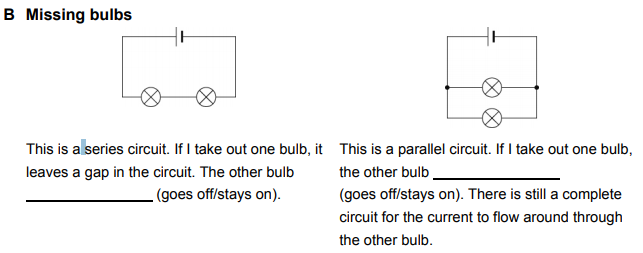 B Missing bulbs
This is a series circuit. If I take out one bulb, it
leaves a gap in the circuit. The other bulb
____________ (goes off/stays on).
This is a parallel circuit. If I take out one bulb,
the other bulb ____________
(goes off/stays on). There is still a complete
circuit for the current to flow around through
the other bulb.